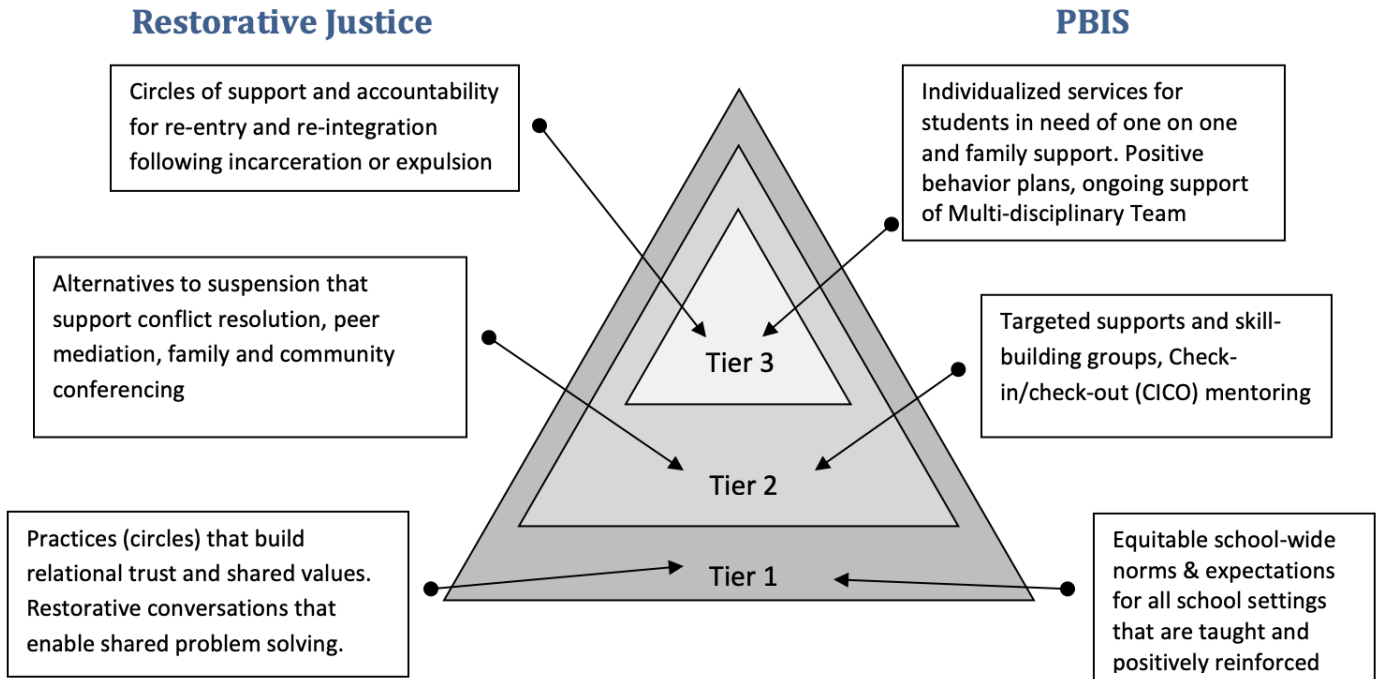 Restorative Justice
PBIS
Circles of support and accountability
for re-entry and re-integration
following incarceration or expulsion
Individualized services for
students in need of one on one
and family support. Positive
behavior plans, ongoing support
of Multi-disciplinary Team
Alternatives to suspension that
support conflict resolution, peer
mediation, family and community
conferencing
Targeted supports and skill-
building groups, Check-
in/check-out (CICO) mentoring
Tier 3
Tier 2
Practices (circles) that build
relational trust and shared values.
Restorative conversations that
enable shared problem solving.
Tier 1
Equitable school-wide
norms & expectations
for all school settings
that are taught and
positively reinforced